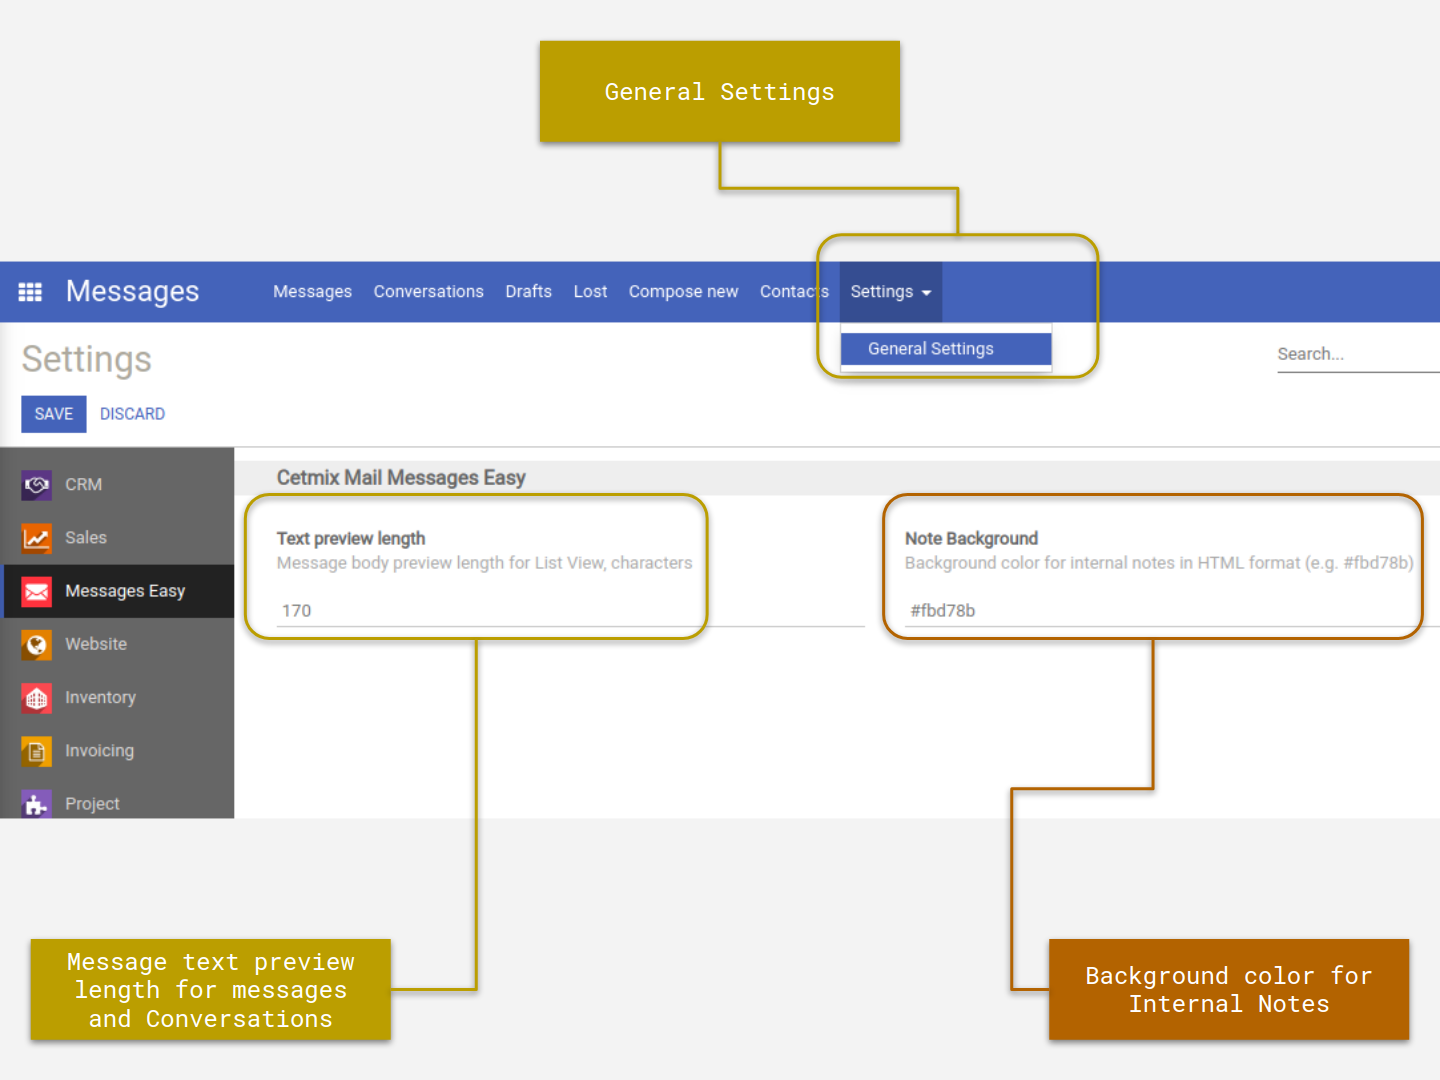 General Settings
Messages
Messages Conversations Drafts Lost Compose new Contacts Settings
General Settings
Settings
Search...
SAVE DISCARD
CRM
Sales
Messages Easy
Website
Inventory
Invoicing
Project
Cetmix Mail Messages Easy
Text preview length
Message body preview length for List View, characters
170
Note Background
Background color for internal notes in HTML format (e.g. #fbd78b)
#fbd78b
Message text preview
length for messages
and Conversations
Background color for
Internal Notes